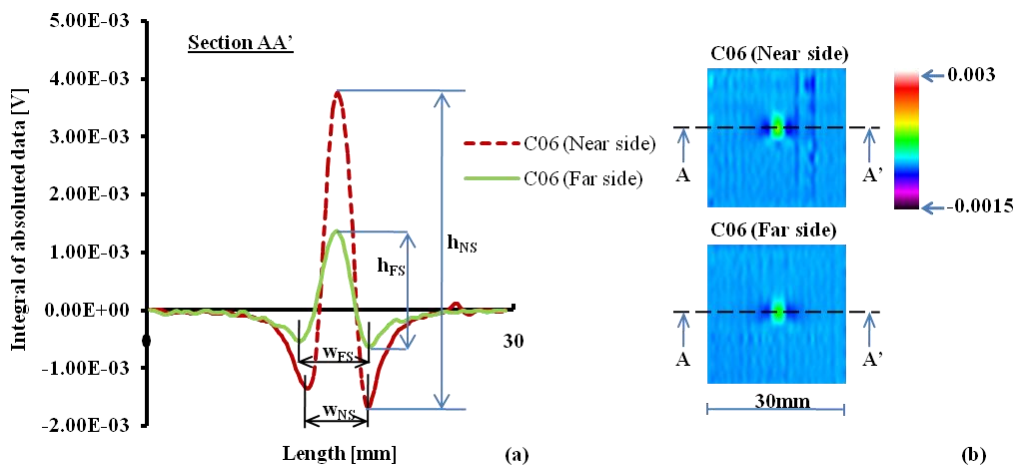 5.00E-03
4.00E-03
3.00E-03
2.00E-03
1.00E-03
0.00E+00
-1.00E-03
-2.00E-03
Integral of absoluted data [V]
Section AA’
C06 (Near side)
C06 (Far side)
hNS
hFS
wFS
wNS
0
30
Length [mm]
(a)
C06 (Near side)
A
A’
0.003
-0.0015
C06 (Far side)
A
A’
30mm
(b)